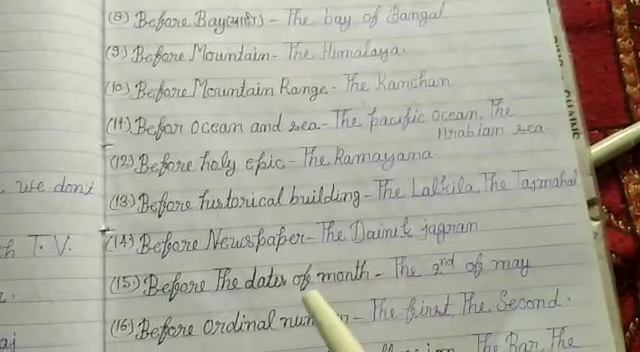 (8) Before Bay(खाड़ी) - The bay of Bangal
(9.) Before Mountain - The Himalaya.
(10.) Before Mountain Range - The Kamchan
(11.) Befor ocean and sea - The pacific ocean, The Arabian sea.
(12) Before holy epic - The Ramayana.
, we dont
(13.) Before historical building - The Lalkila, The Tajmahal
h T. V.
(14.) Before Newspaper - The Dainik jagran
(15.) Before The dates of month - The 2nd of may
(16.) Before ordinal - The first, The Second.
The Bar, The